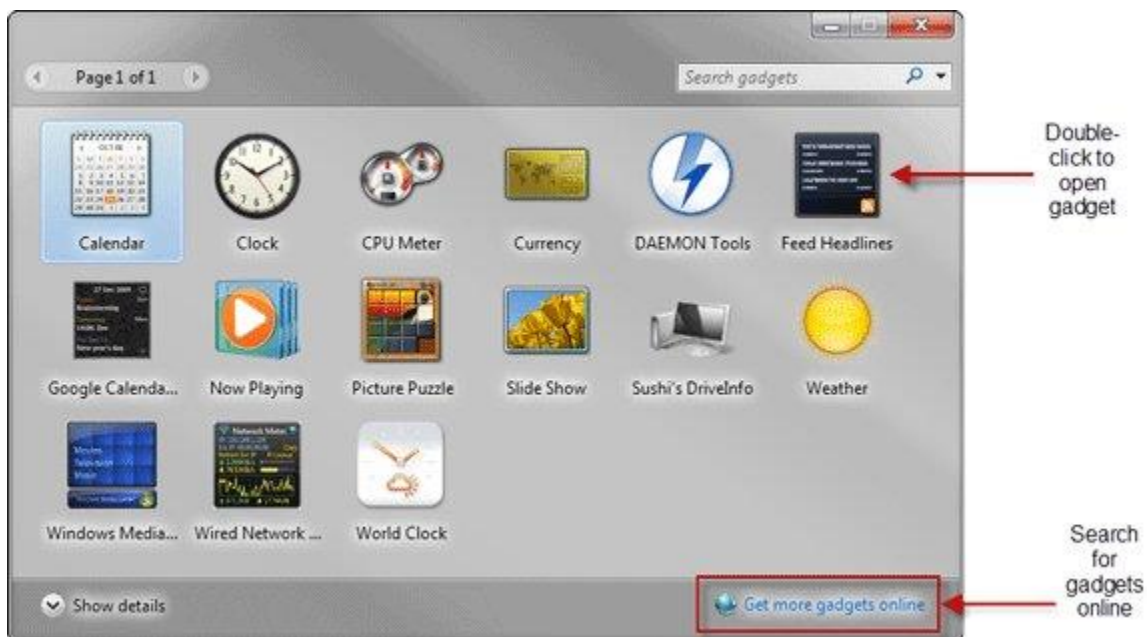 Page 1 of 1
Search gadgets
Double-
click to
open
gadget
Calendar
Clock
CPU Meter
Currency
DAEMON Tools
Feed Headlines
Google Calenda...
Now Playing
Picture Puzzle
Slide Show
Sushi's DriveInfo
Weather
Windows Media...
Wired Network ...
World Clock
Search
for
gadgets
online
Show details
Get more gadgets online